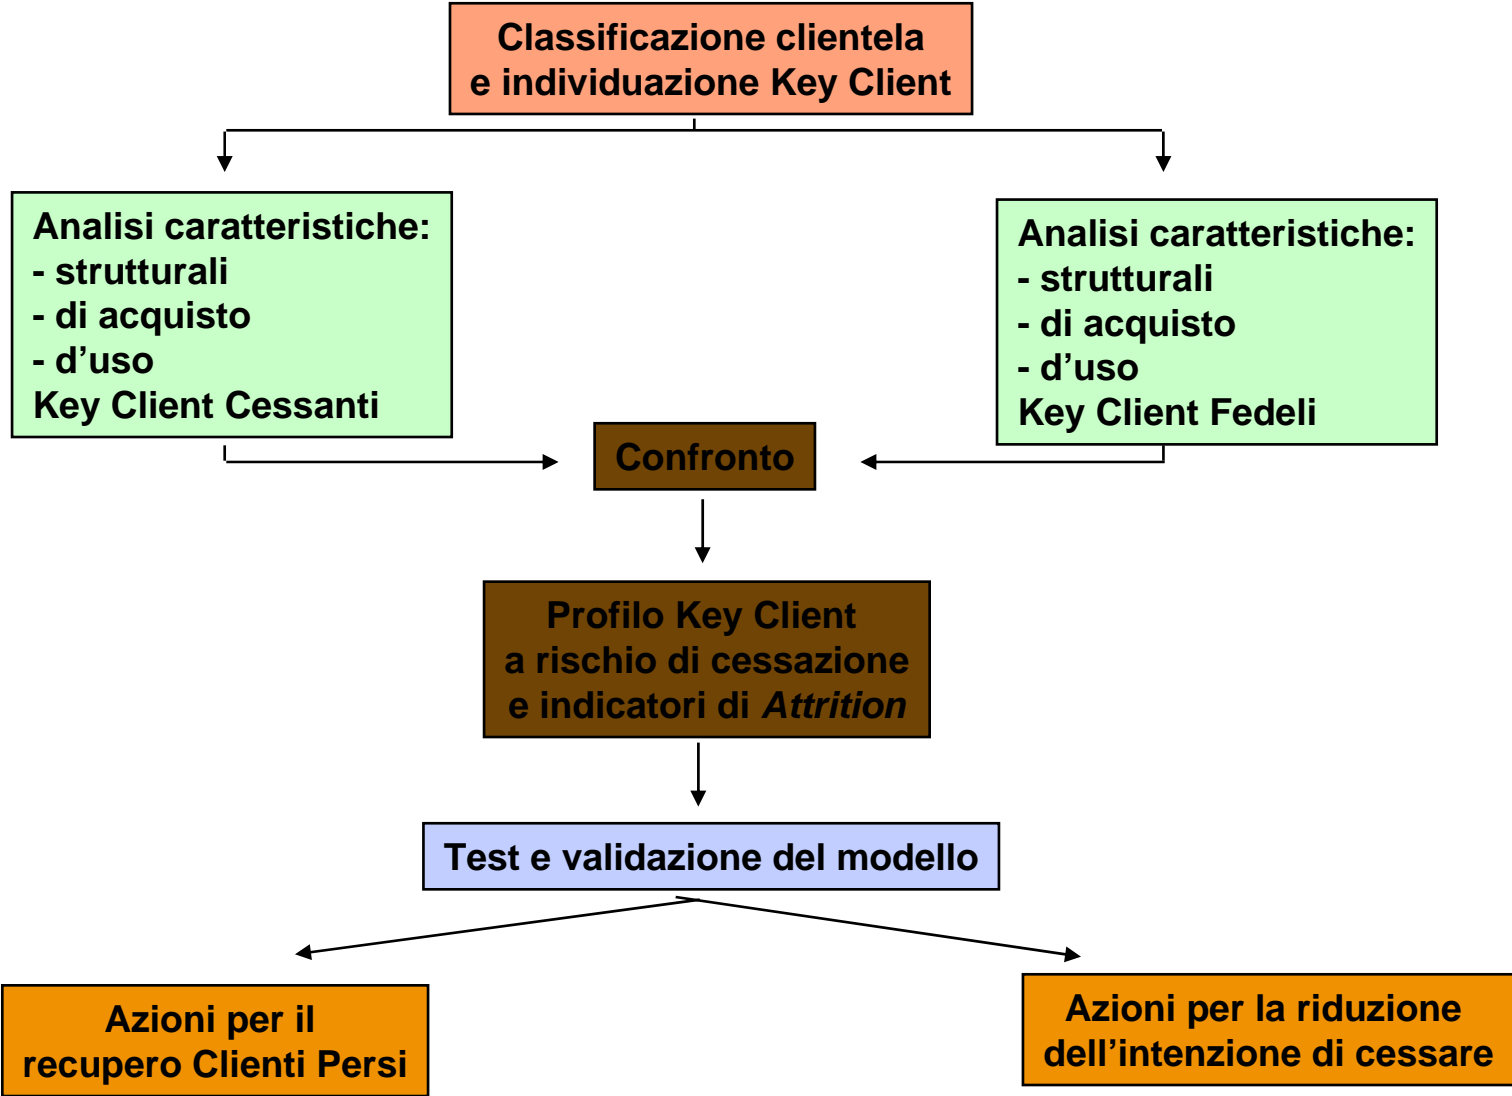 Classificazione clientela
e individuazione Key Client
Analisi caratteristiche:
- strutturali
- di acquisto
- d’uso
Key Client Cessanti
Analisi caratteristiche:
- strutturali
- di acquisto
- d’uso
Key Client Fedeli
Confronto
Profilo Key Client
a rischio di cessazione
e indicatori di Attrition
Test e validazione del modello
Azioni per il
recupero Clienti Persi
Azioni per la riduzione
dell’intenzione di cessare